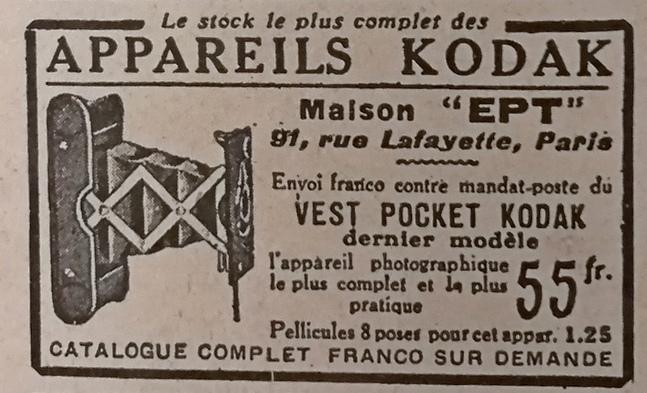 Le stock le plus complet des
APPAREILS KODAK
Maison "EPT"
91, rue Lafayette, Paris
Envoi franco contre mandat-poste du
VEST POCKET KODAK
dernier modèle
l'appareil photographique
le plus complet et le plus
pratique
55 fr.
Pellicules 8 poses pour cet appar. 1.25
CATALOGUE COMPLET FRANCO SUR DEMANDE